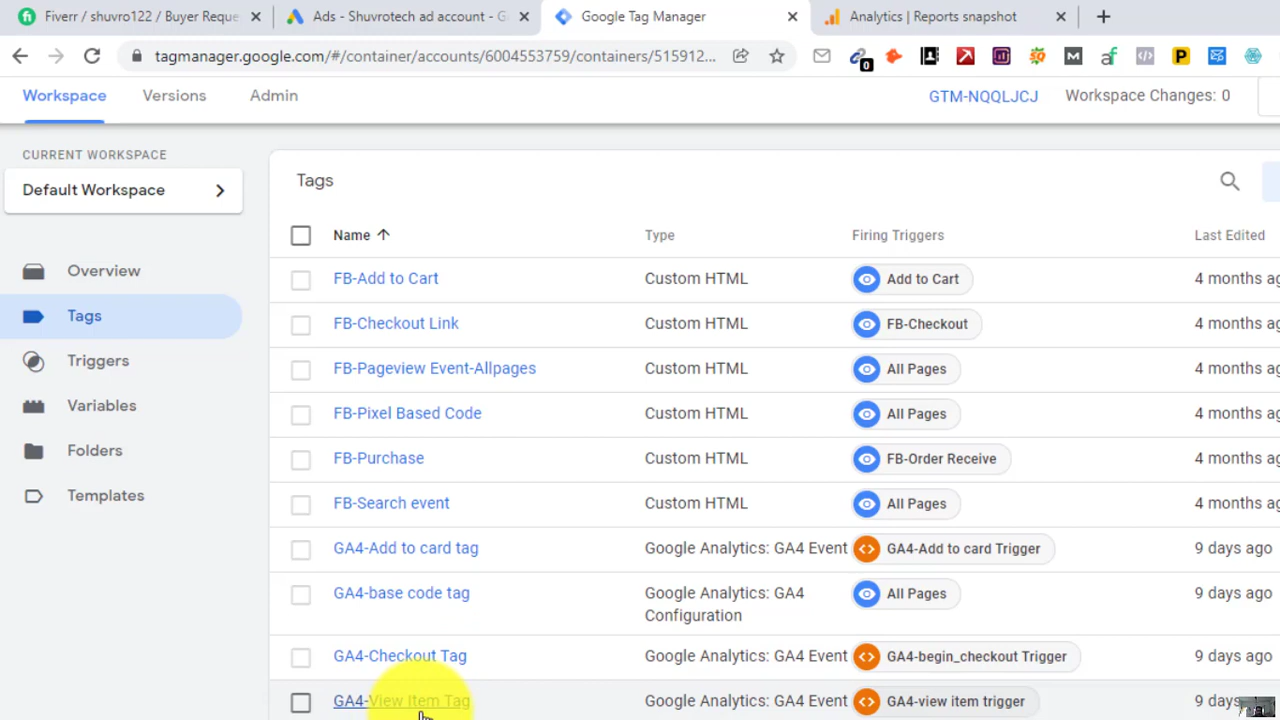 Fiverr / shuvro122 / Buyer Reque
Ads - Shuvrotech ad account - G
Google Tag Manager
Analytics | Reports snapshot
tagmanager.google.com/#/container/accounts/6004553759/containers/515912...
0
Workspace
Versions
Admin
GTM-NQQLJCJ
Workspace Changes: 0
CURRENT WORKSPACE
Default Workspace
Overview
Tags
Triggers
Variables
Folders
Templates
Tags
Name Type Firing Triggers Last Edited
FB-Add to Cart Custom HTML Add to Cart 4 months ag
FB-Checkout Link Custom HTML FB-Checkout 4 months ag
FB-Pageview Event-Allpages Custom HTML All Pages 4 months ag
FB-Pixel Based Code Custom HTML All Pages 4 months ag
FB-Purchase Custom HTML FB-Order Receive 4 months ag
FB-Search event Custom HTML All Pages 4 months ag
GA4-Add to card tag Google Analytics: GA4 Event GA4-Add to card Trigger 9 days ago
GA4-base code tag Google Analytics: GA4 All Pages 9 days ago
Configuration
GA4-Checkout Tag Google Analytics: GA4 Event GA4-begin_checkout Trigger 9 days ago
GA4-View Item Tag Google Analytics: GA4 Event GA4-view item trigger 9 days